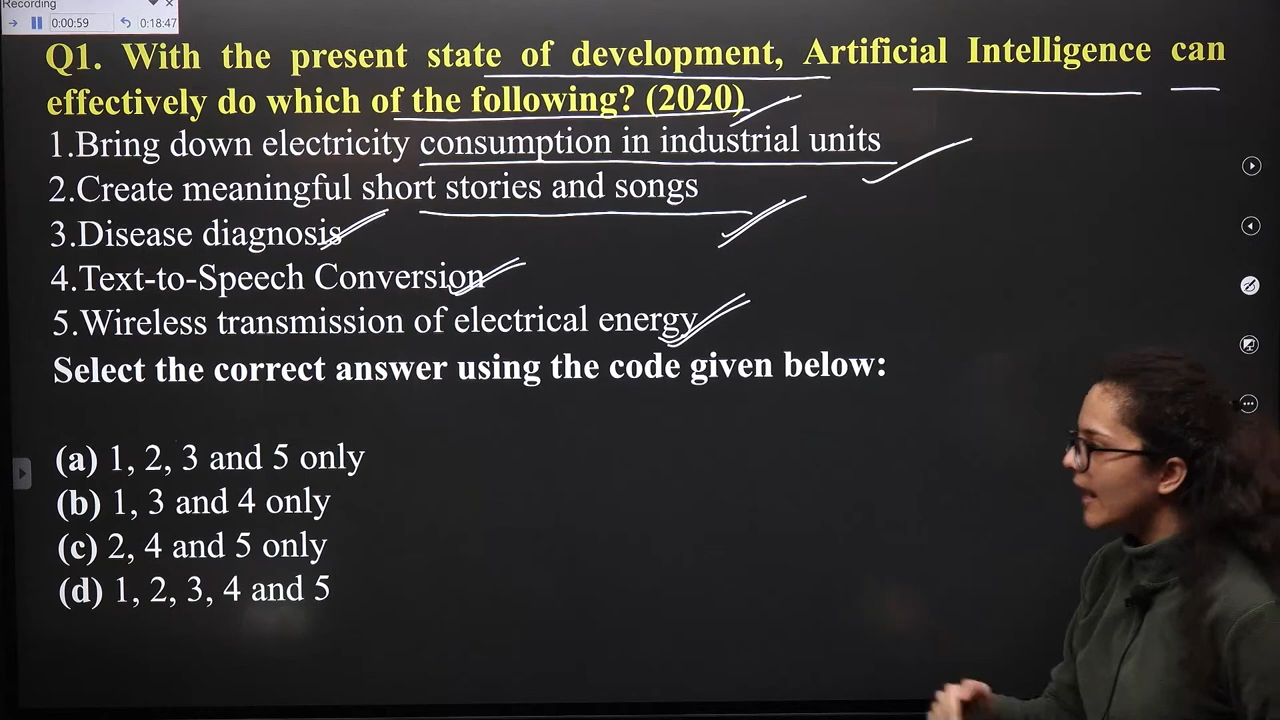 Recording
0:00:59 0:18:47
Q1. With the present state of development, Artificial Intelligence can
effectively do which of the following? (2020)
1.Bring down electricity consumption in industrial units
2.Create meaningful short stories and songs
3.Disease diagnosis
4.Text-to-Speech Conversion
5.Wireless transmission of electrical energy
Select the correct answer using the code given below:
(a) 1, 2, 3 and 5 only
(b) 1, 3 and 4 only
(c) 2, 4 and 5 only
(d) 1, 2, 3, 4 and 5